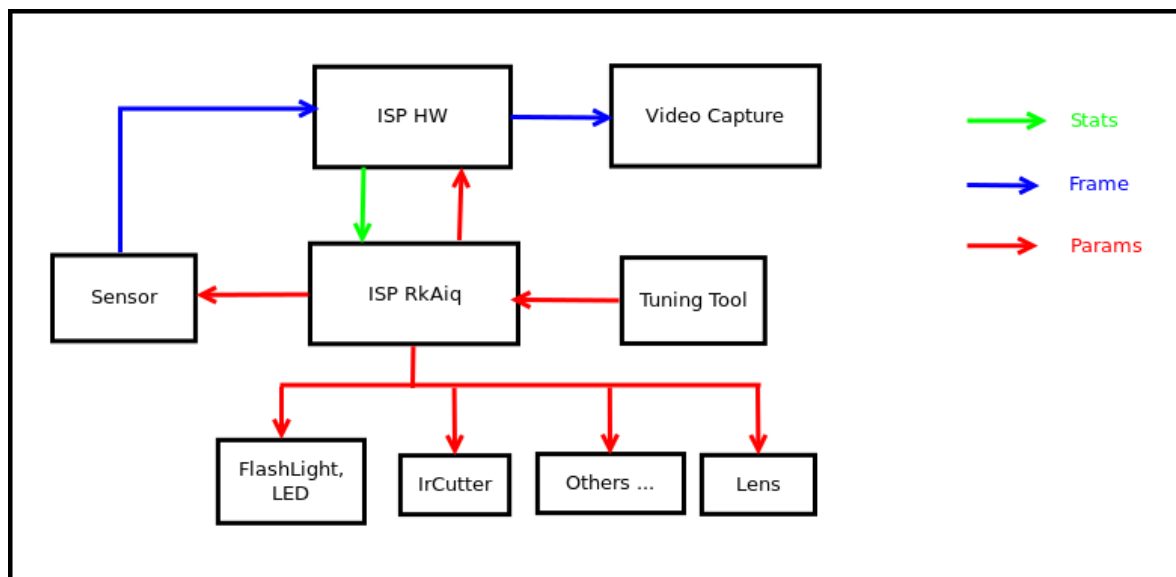 ISP HW
Video Capture
Stats
Frame
Params
Sensor
ISP RkAiq
Tuning Tool
FlashLight,
LED
IrCutter
Others ...
Lens